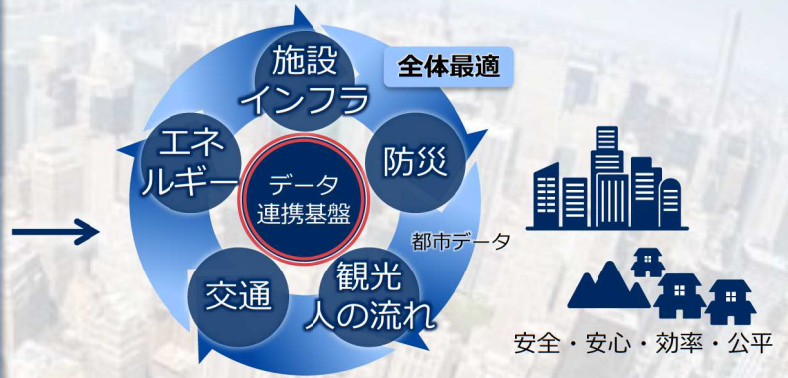 施設
インフラ
全体最適
エネ
ルギー
防災
データ
連携基盤
都市データ
交通
観光
人の流れ
安全・安心・効率・公平